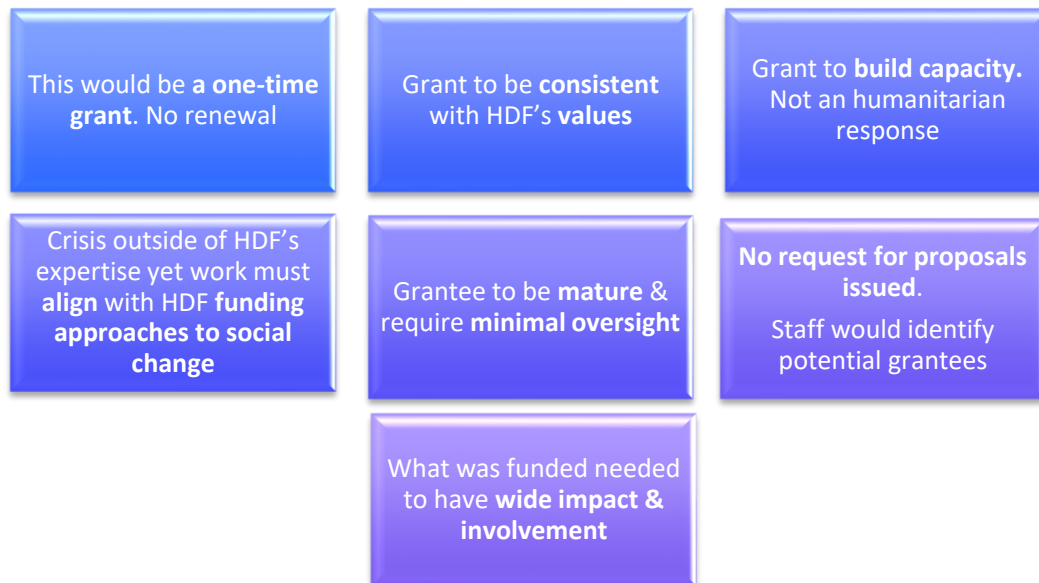 This would be a one-time
grant. No renewal
Grant to be consistent
with HDF's values
Grant to build capacity.
Not an humanitarian
response
Crisis outside of HDF's
expertise yet work must
align with HDF funding
approaches to social
change
Grantee to be mature &
require minimal oversight
No request for proposals
issued.
Staff would identify
potential grantees
What was funded needed
to have wide impact &
involvement